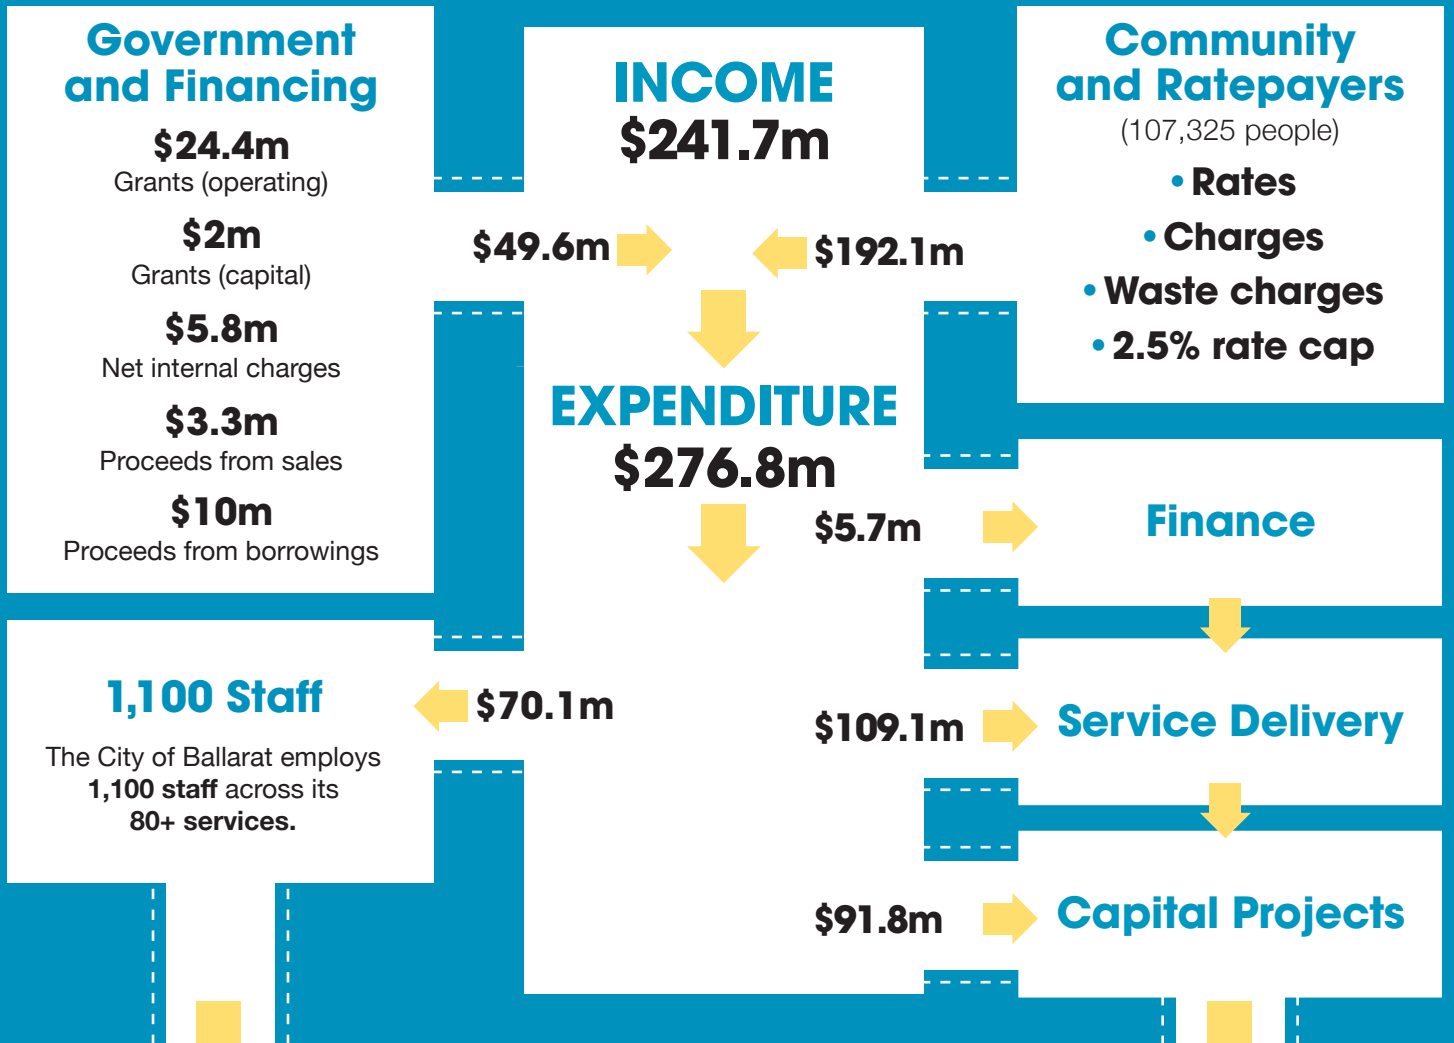 Government
and Financing
$24.4m
Grants (operating)
$2m
Grants (capital)
$5.8m
Net internal charges
$3.3m
Proceeds from sales
$10m
Proceeds from borrowings
INCOME
$241.7m
$49.6m
$192.1m
Community
and Ratepayers
(107,325 people)
• Rates
• Charges
• Waste charges
• 2.5% rate cap
EXPENDITURE
$276.8m
$5.7m
Finance
1,100 Staff
The City of Ballarat employs
1,100 staff across its
80+ services.
$70.1m
$109.1m
Service Delivery
$91.8m
Capital Projects